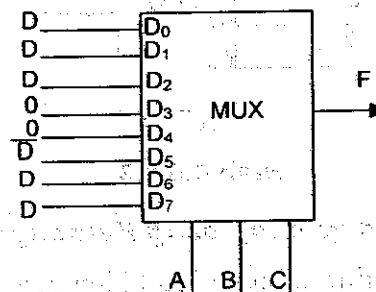 D D₀
D D₁
D D₂
0 D₃ MUX F
0 D₄
D̅ D₅
D D₆
D D₇
A B C